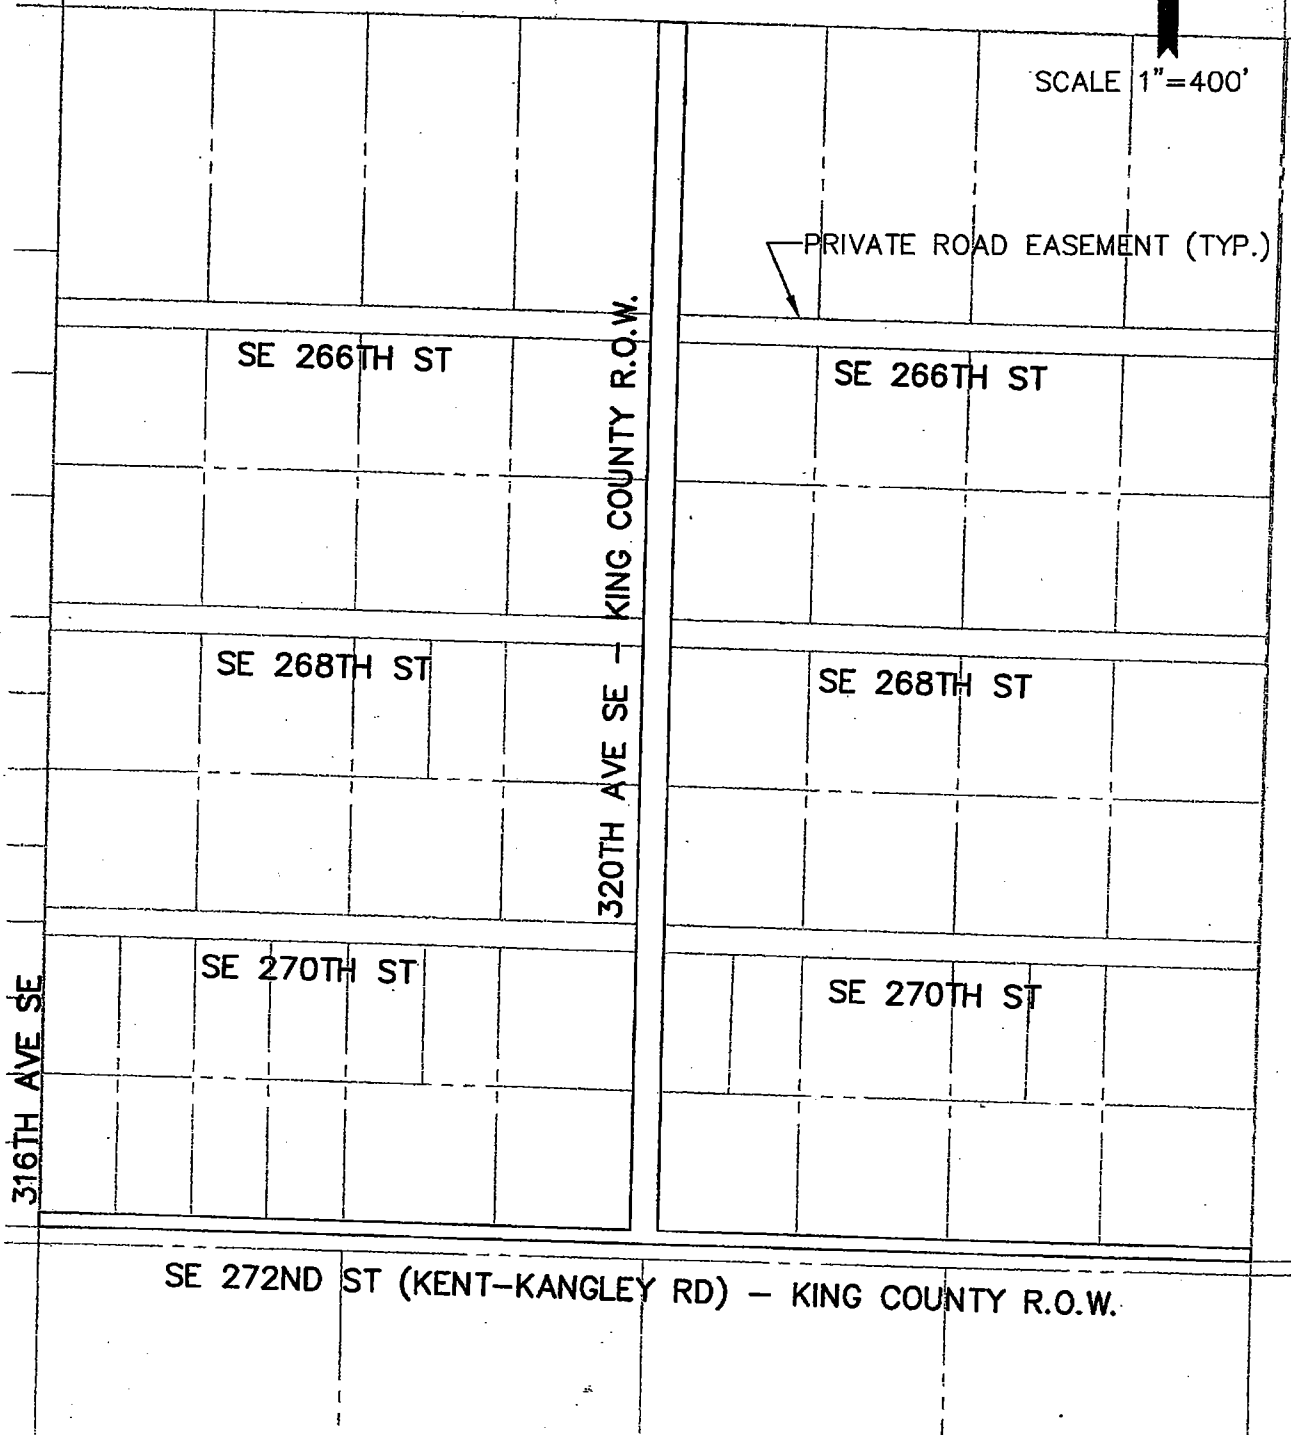 SCALE 1"=400'
PRIVATE ROAD EASEMENT (TYP.)
SE 266TH ST
SE 266TH ST
320TH AVE SE – KING COUNTY R.O.W.
SE 268TH ST
SE 268TH ST
SE 270TH ST
SE 270TH ST
316TH AVE SE
SE 272ND ST (KENT–KANGLEY RD) – KING COUNTY R.O.W.